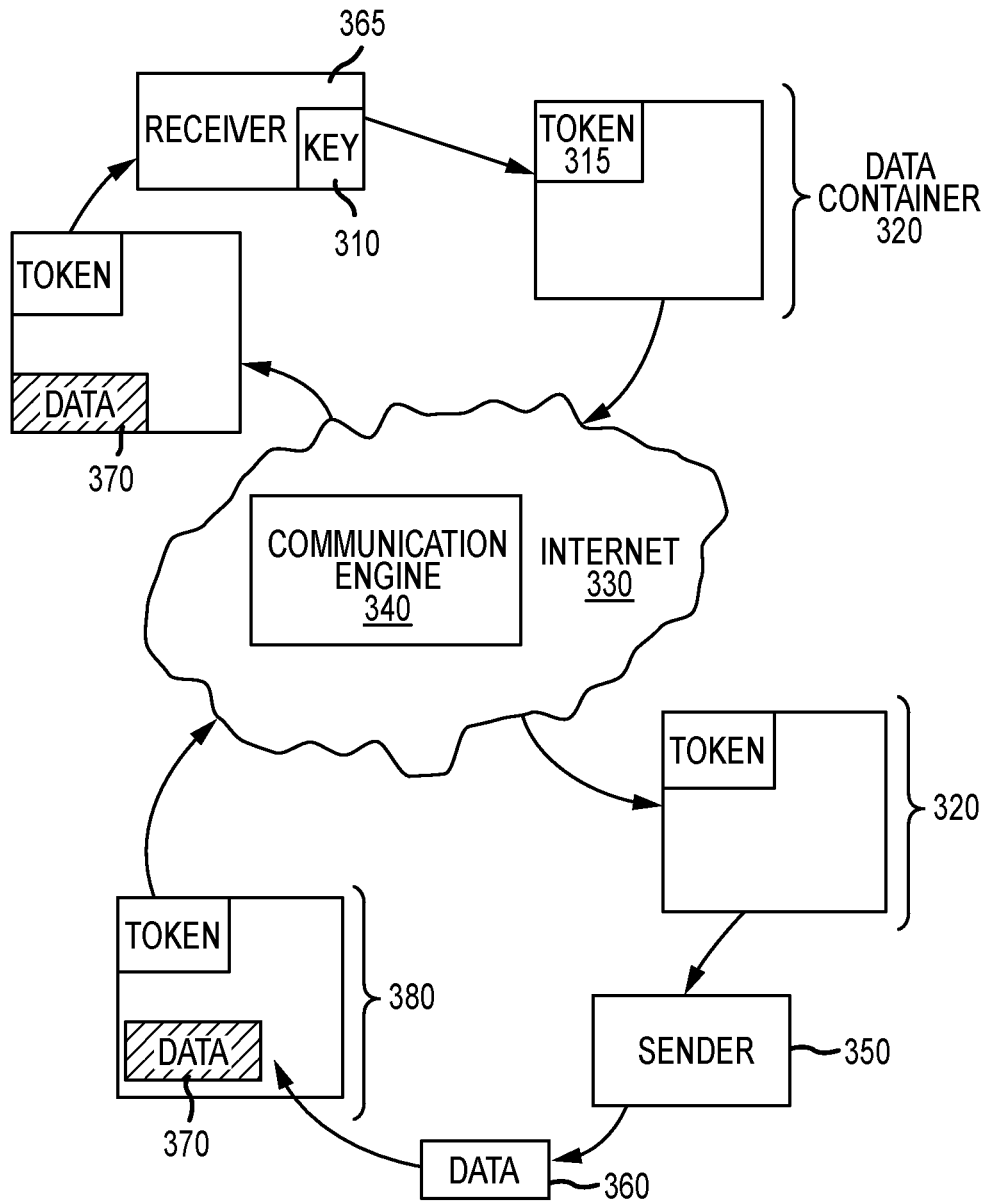 365
RECEIVER
KEY
310
TOKEN
315
DATA
CONTAINER
320
TOKEN
DATA
370
COMMUNICATION
ENGINE
340
INTERNET
330
TOKEN
320
TOKEN
DATA
380
370
SENDER
350
DATA
360